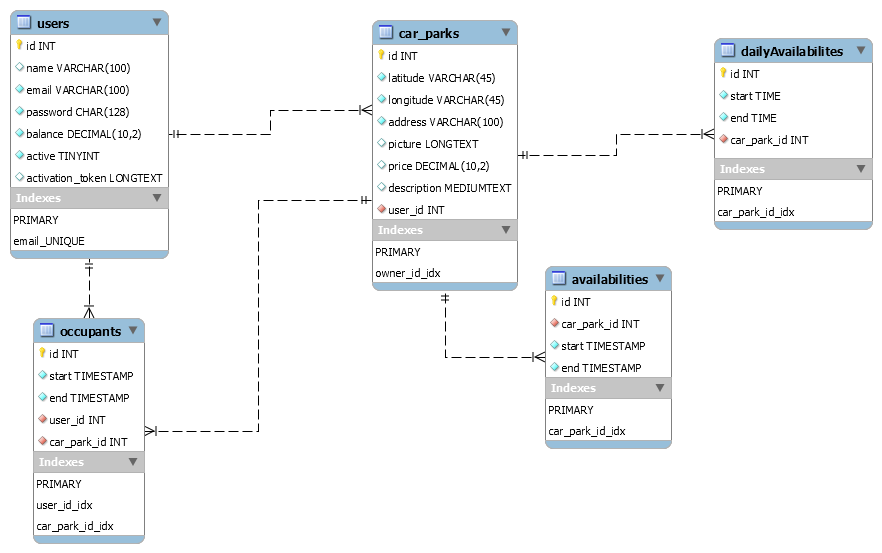 users
id INT
name VARCHAR(100)
email VARCHAR(100)
password CHAR(128)
balance DECIMAL(10,2)
active TINYINT
activation_token LONGTEXT
Indexes
PRIMARY
email_UNIQUE
car_parks
id INT
latitude VARCHAR(45)
longitude VARCHAR(45)
address VARCHAR(100)
picture LONGTEXT
price DECIMAL(10,2)
description MEDIUMTEXT
user_id INT
Indexes
PRIMARY
owner_id_idx
dailyAvailabilites
id INT
start TIME
end TIME
car_park_id INT
Indexes
PRIMARY
car_park_id_idx
availabilities
id INT
car_park_id INT
start TIMESTAMP
end TIMESTAMP
Indexes
PRIMARY
car_park_id_idx
occupants
id INT
start TIMESTAMP
end TIMESTAMP
user_id INT
car_park_id INT
Indexes
PRIMARY
user_id_idx
car_park_id_idx